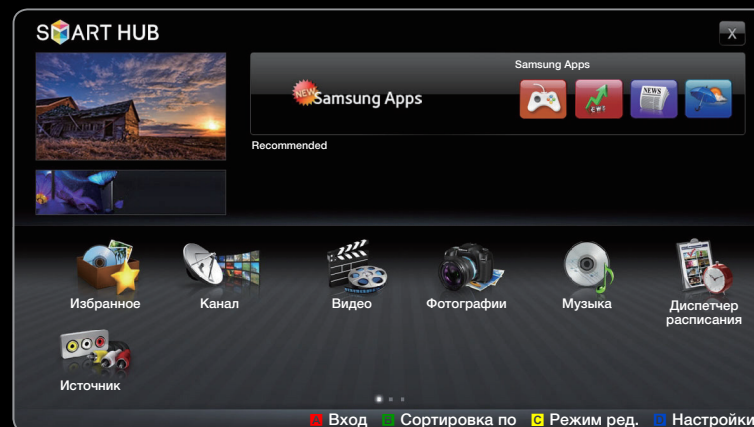 SMART HUB
X
Samsung Apps
NEW Samsung Apps
NEWS
Recommended
Избранное
Канал
Видео
Фотографии
Музыка
Диспетчер
расписания
Источник
A Вход B Сортировка по C Режим ред. D Настройки